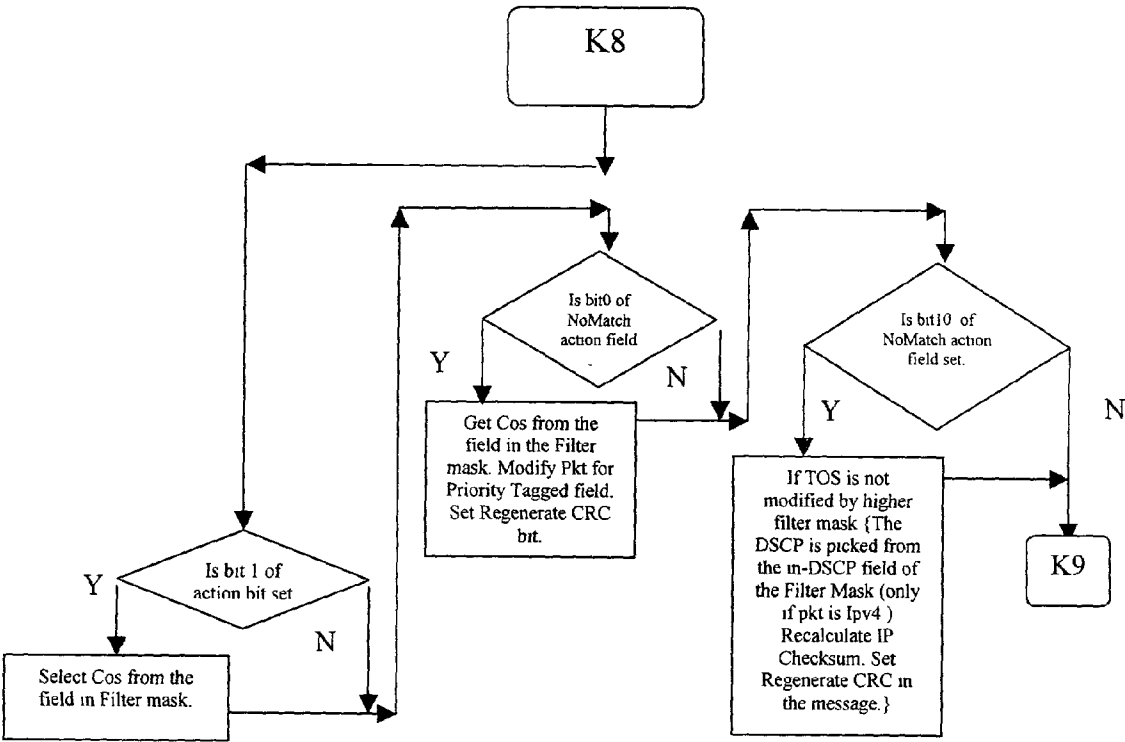 K8
Is bit 1 of
action bit set
Y
N
Select Cos from the
field in Filter mask.
Is bit0 of
NoMatch
action field
Y
N
Get Cos from the
field in the Filter
mask. Modify Pkt for
Priority Tagged field.
Set Regenerate CRC
bit.
Is bit10 of
NoMatch action
field set.
Y
N
If TOS is not
modified by higher
filter mask {The
DSCP is picked from
the in-DSCP field of
the Filter Mask (only
if pkt is Ipv4 )
Recalculate IP
Checksum. Set
Regenerate CRC in
the message.}
K9